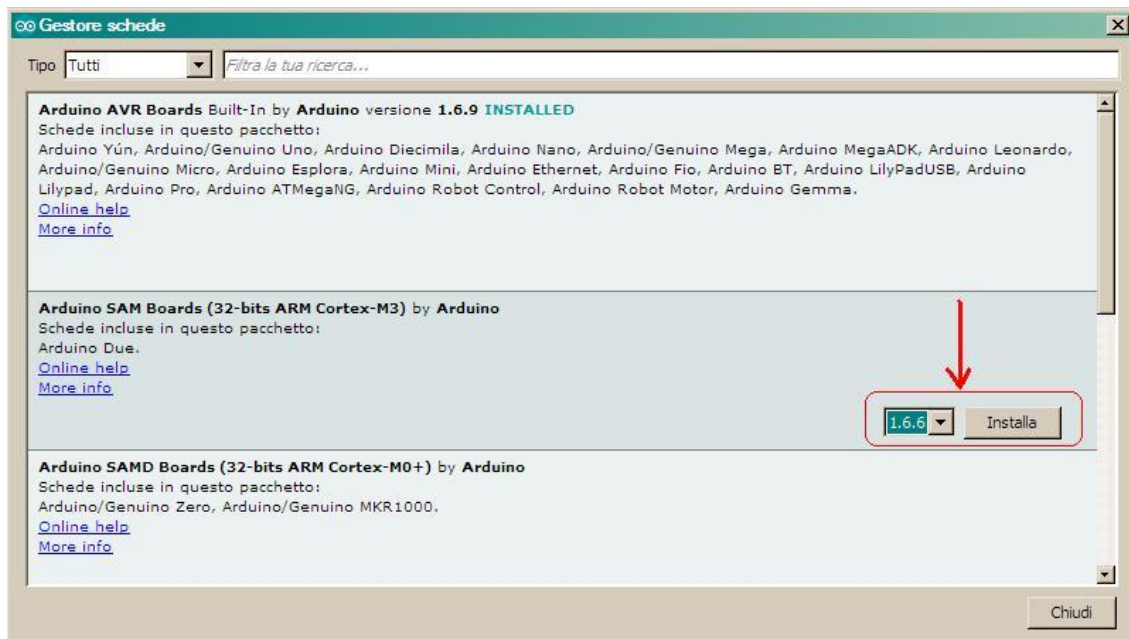 Gestore schede
Tipo Tutti Filtra la tua ricerca...
Arduino AVR Boards Built-In by Arduino versione 1.6.9 INSTALLED
Schede incluse in questo pacchetto:
Arduino Yún, Arduino/Genuino Uno, Arduino Diecimila, Arduino Nano, Arduino/Genuino Mega, Arduino MegaADK, Arduino Leonardo,
Arduino/Genuino Micro, Arduino Esplora, Arduino Mini, Arduino Ethernet, Arduino Fio, Arduino BT, Arduino LilyPadUSB, Arduino
Lilypad, Arduino Pro, Arduino ATMegaNG, Arduino Robot Control, Arduino Robot Motor, Arduino Gemma.
Online help
More info
Arduino SAM Boards (32-bits ARM Cortex-M3) by Arduino
Schede incluse in questo pacchetto:
Arduino Due.
Online help
More info
1.6.6 Installa
Arduino SAMD Boards (32-bits ARM Cortex-M0+) by Arduino
Schede incluse in questo pacchetto:
Arduino/Genuino Zero, Arduino/Genuino MKR1000.
Online help
More info
Chiudi